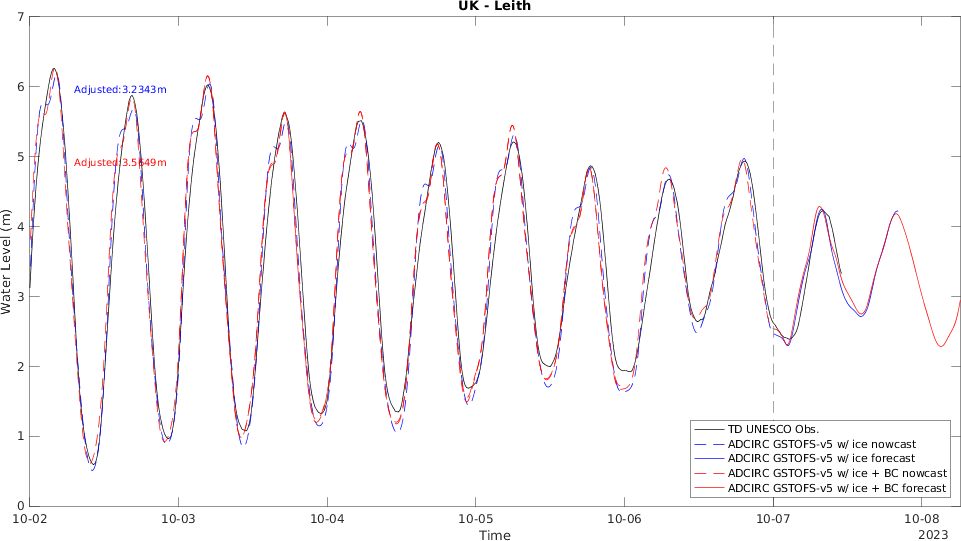 UK - Leith
7
6
5
4
3
2
1
0
Water Level (m)
Adjusted:3.2343m
Adjusted:3.5649m
TD UNESCO Obs.
ADCIRC GSTOFS-v5 w/ ice nowcast
ADCIRC GSTOFS-v5 w/ ice forecast
ADCIRC GSTOFS-v5 w/ ice + BC nowcast
ADCIRC GSTOFS-v5 w/ ice + BC forecast
10-02 10-03 10-04 10-05 10-06 10-07 10-08
Time
2023